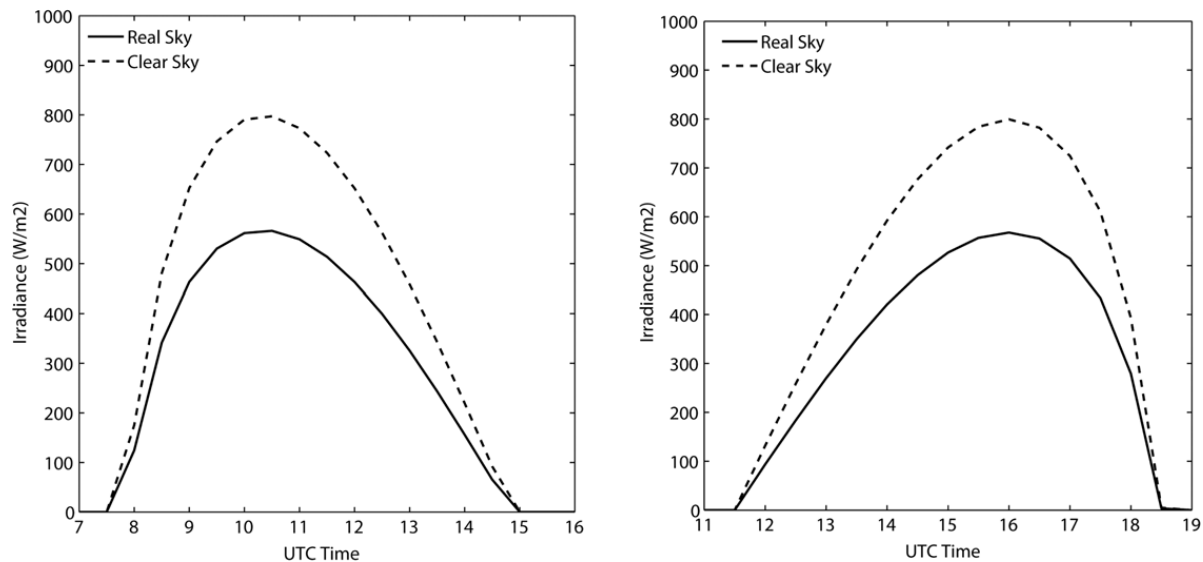 1000
900
800
700
600
500
400
300
200
100
0
Irradiance (W/m2)
Real Sky
Clear Sky
7 8 9 10 11 12 13 14 15 16
UTC Time
1000
900
800
700
600
500
400
300
200
100
0
Irradiance (W/m2)
Real Sky
Clear Sky
11 12 13 14 15 16 17 18 19
UTC Time